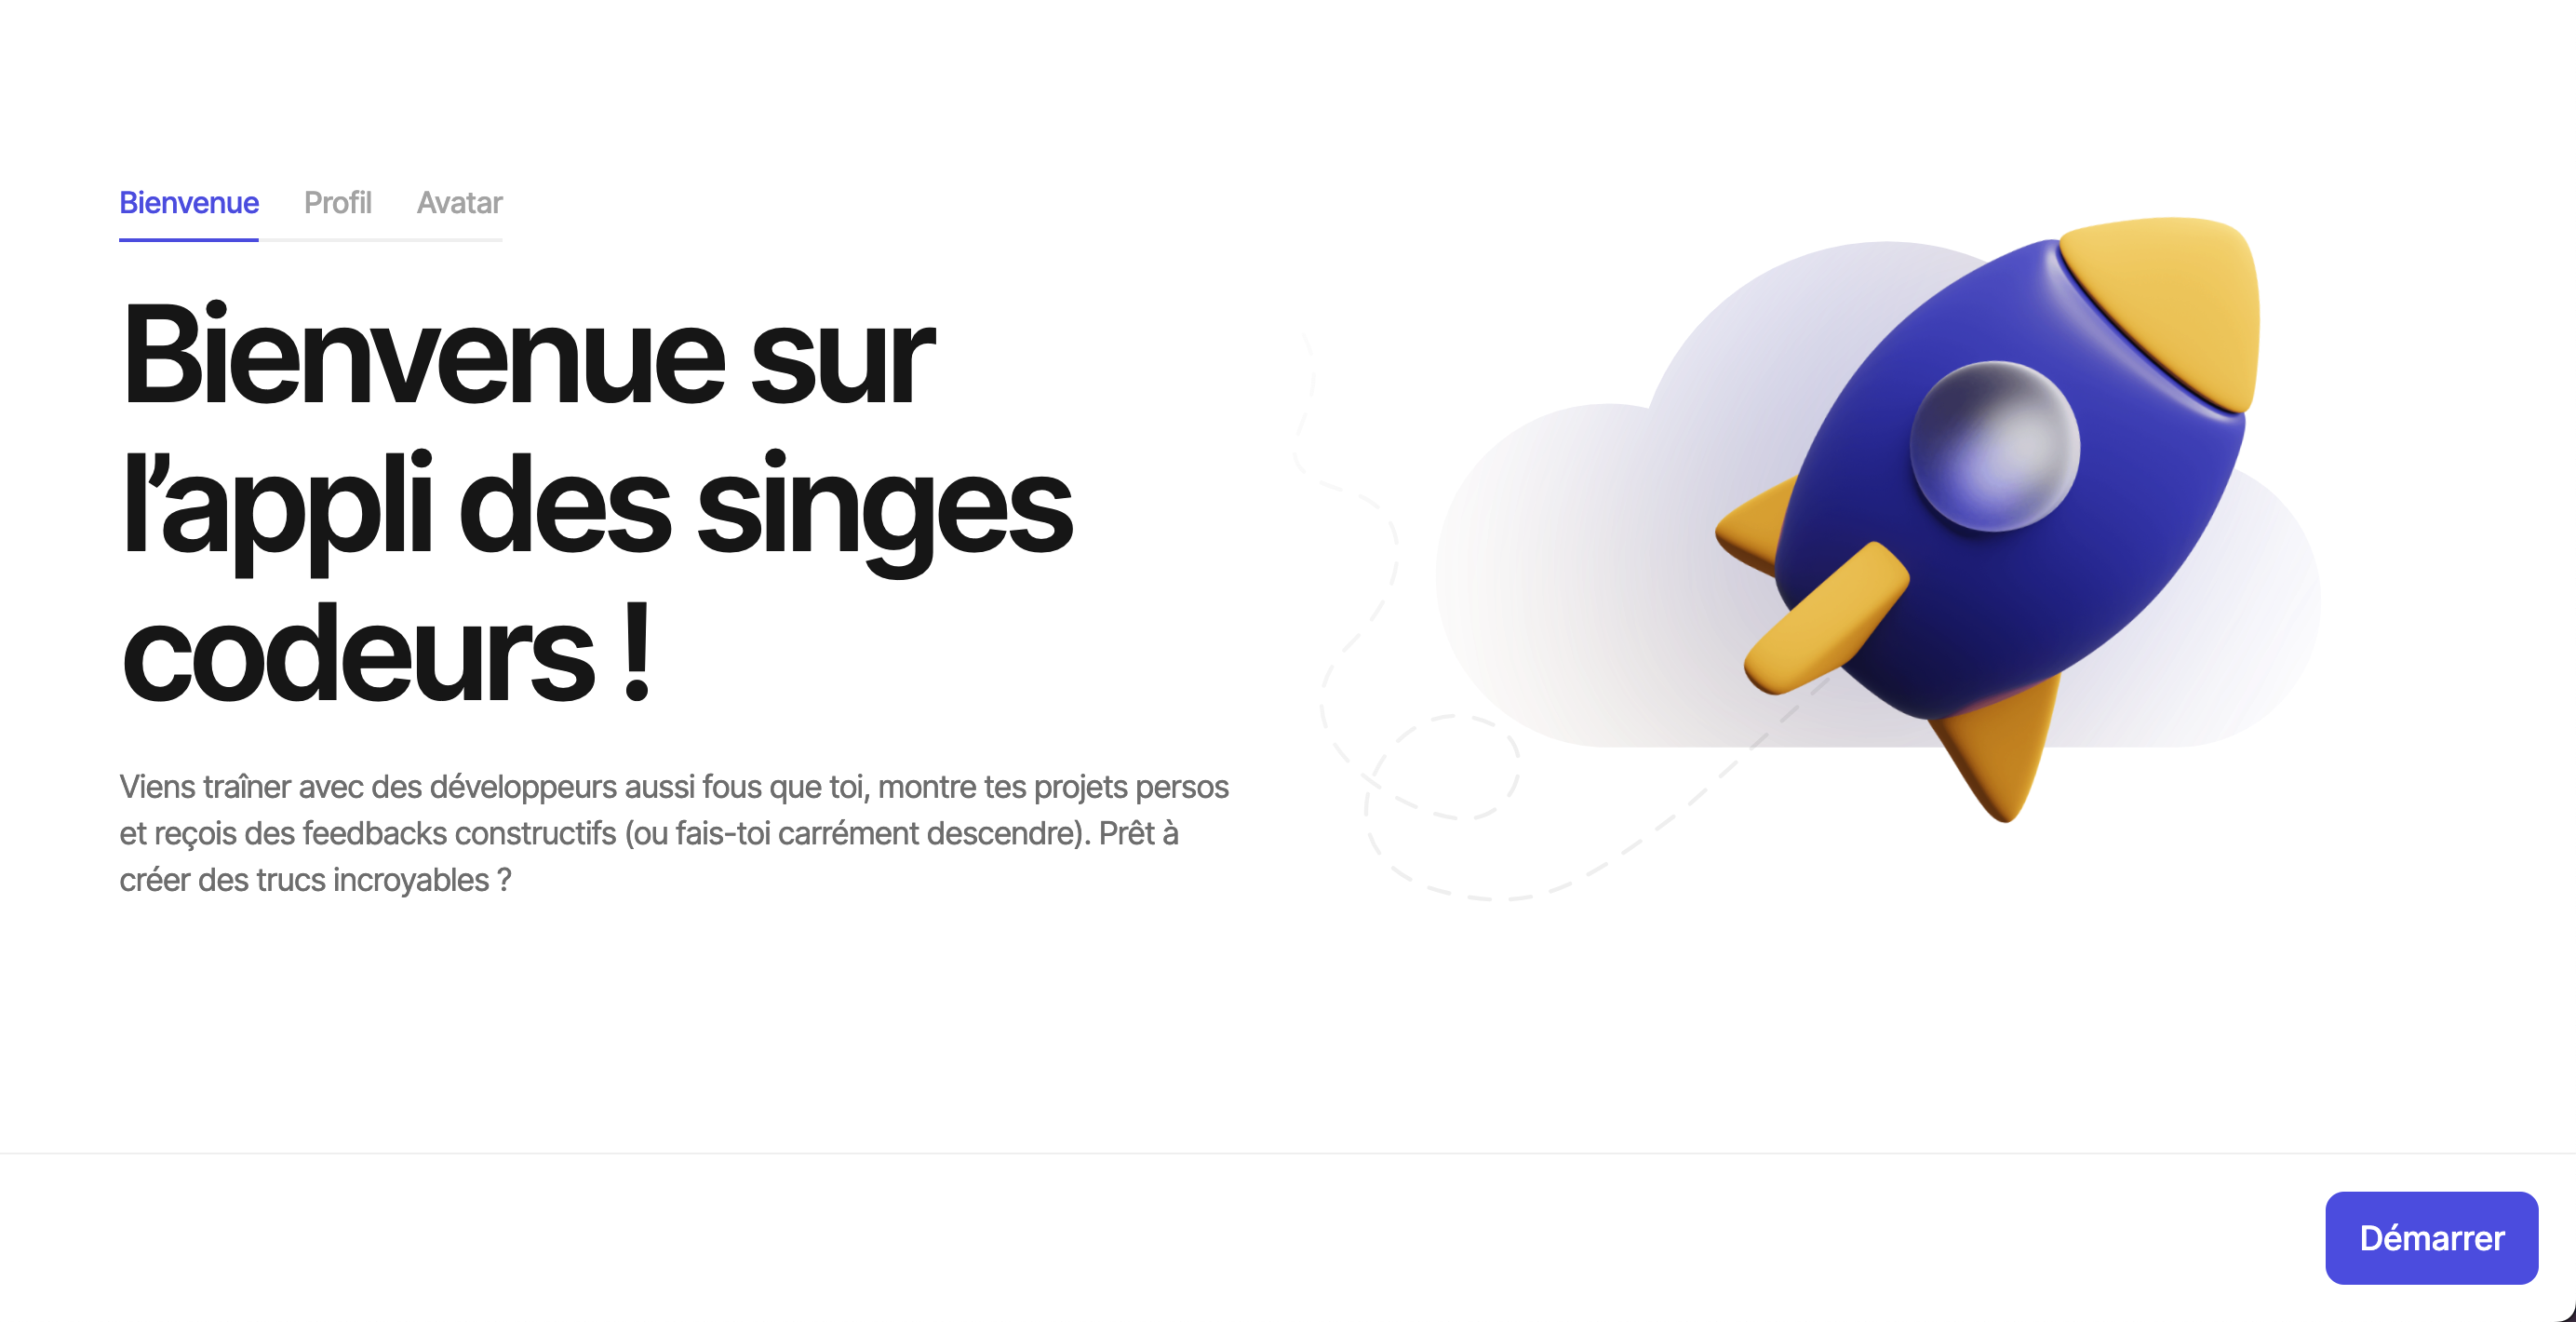 Bienvenue Profil Avatar
Bienvenue sur
l’appli des singes
codeurs !
Viens traîner avec des développeurs aussi fous que toi, montre tes projets persos
et reçois des feedbacks constructifs (ou fais-toi carrément descendre). Prêt à
créer des trucs incroyables ?
Démarrer